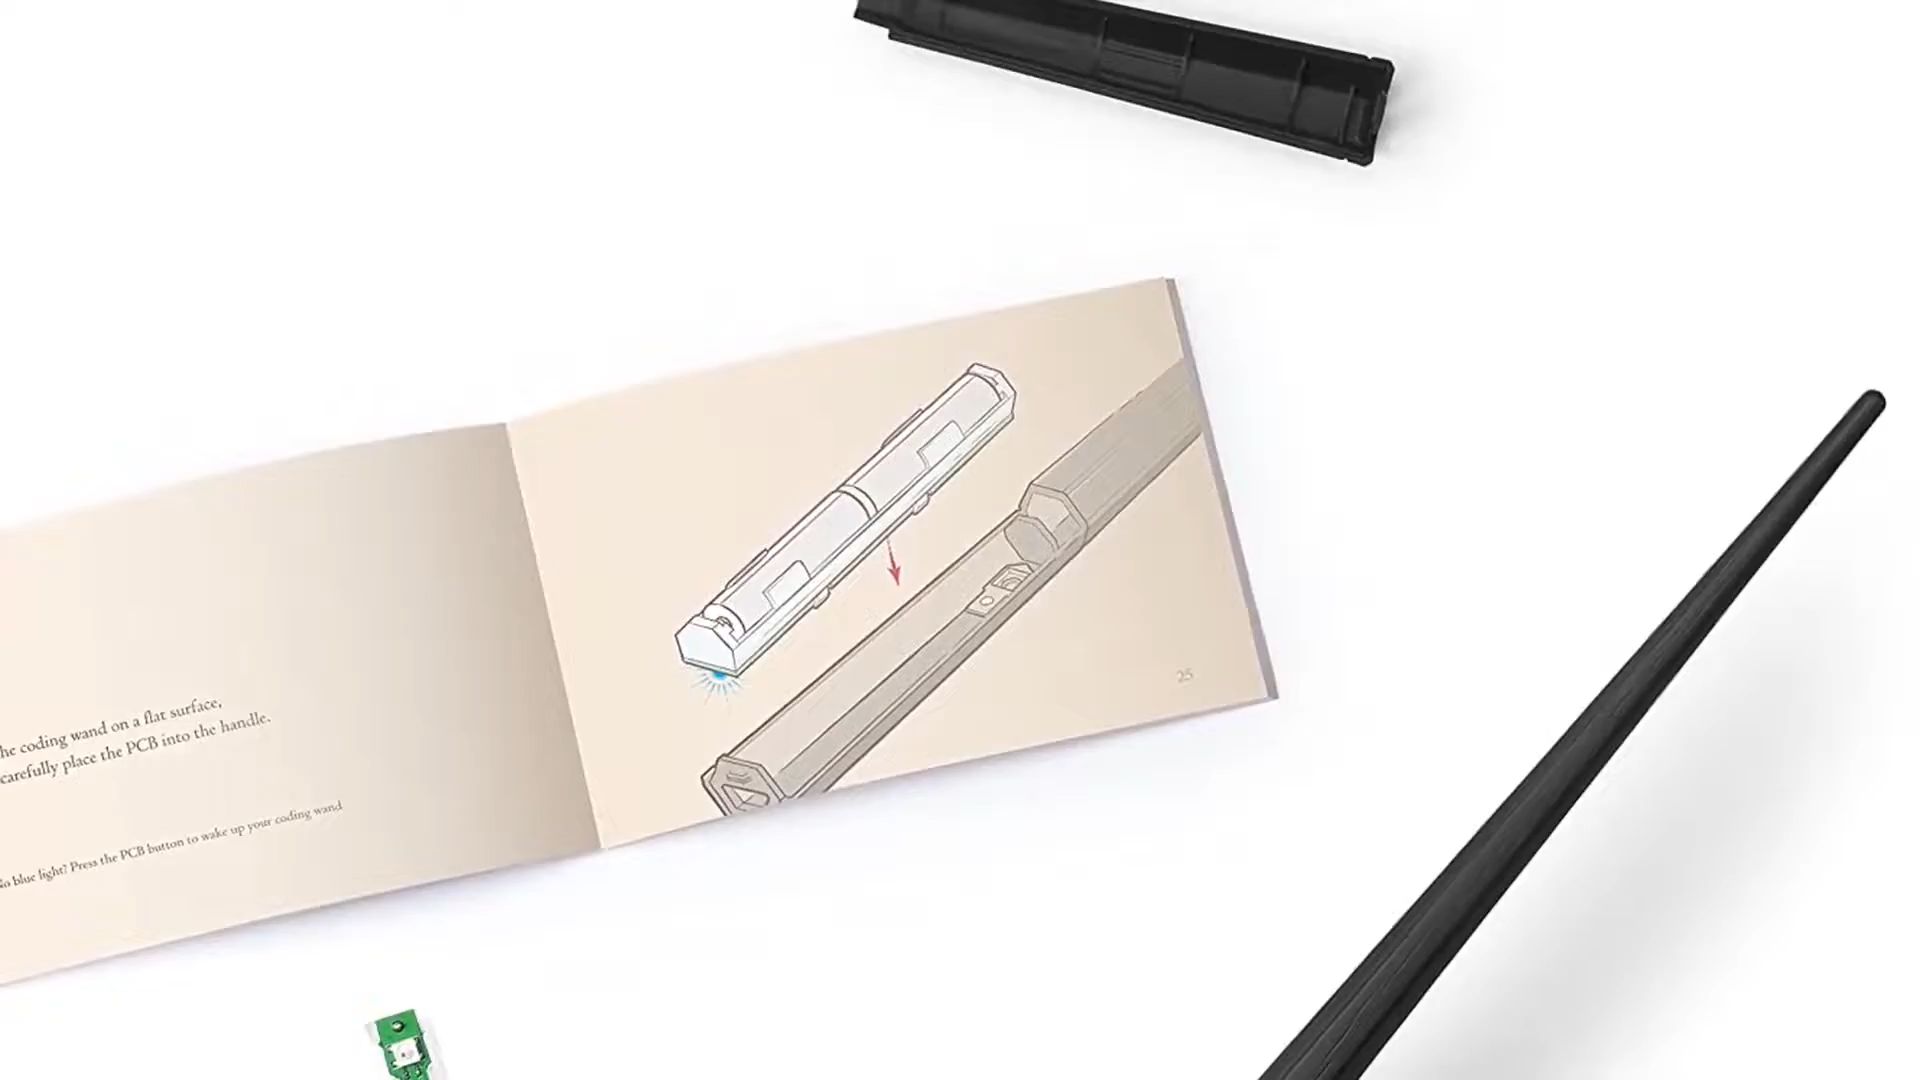 he coding wand on a flat surface,
carefully place the PCB into the handle.
No blue light? Press the PCB button to wake up your coding wand
25